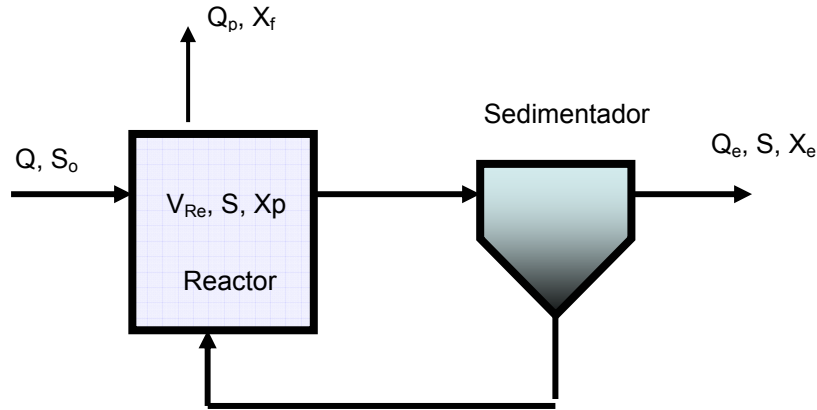 Qp, Xf
Sedimentador
Q, So
Qe, S, Xe
VRe, S, Xp
Reactor